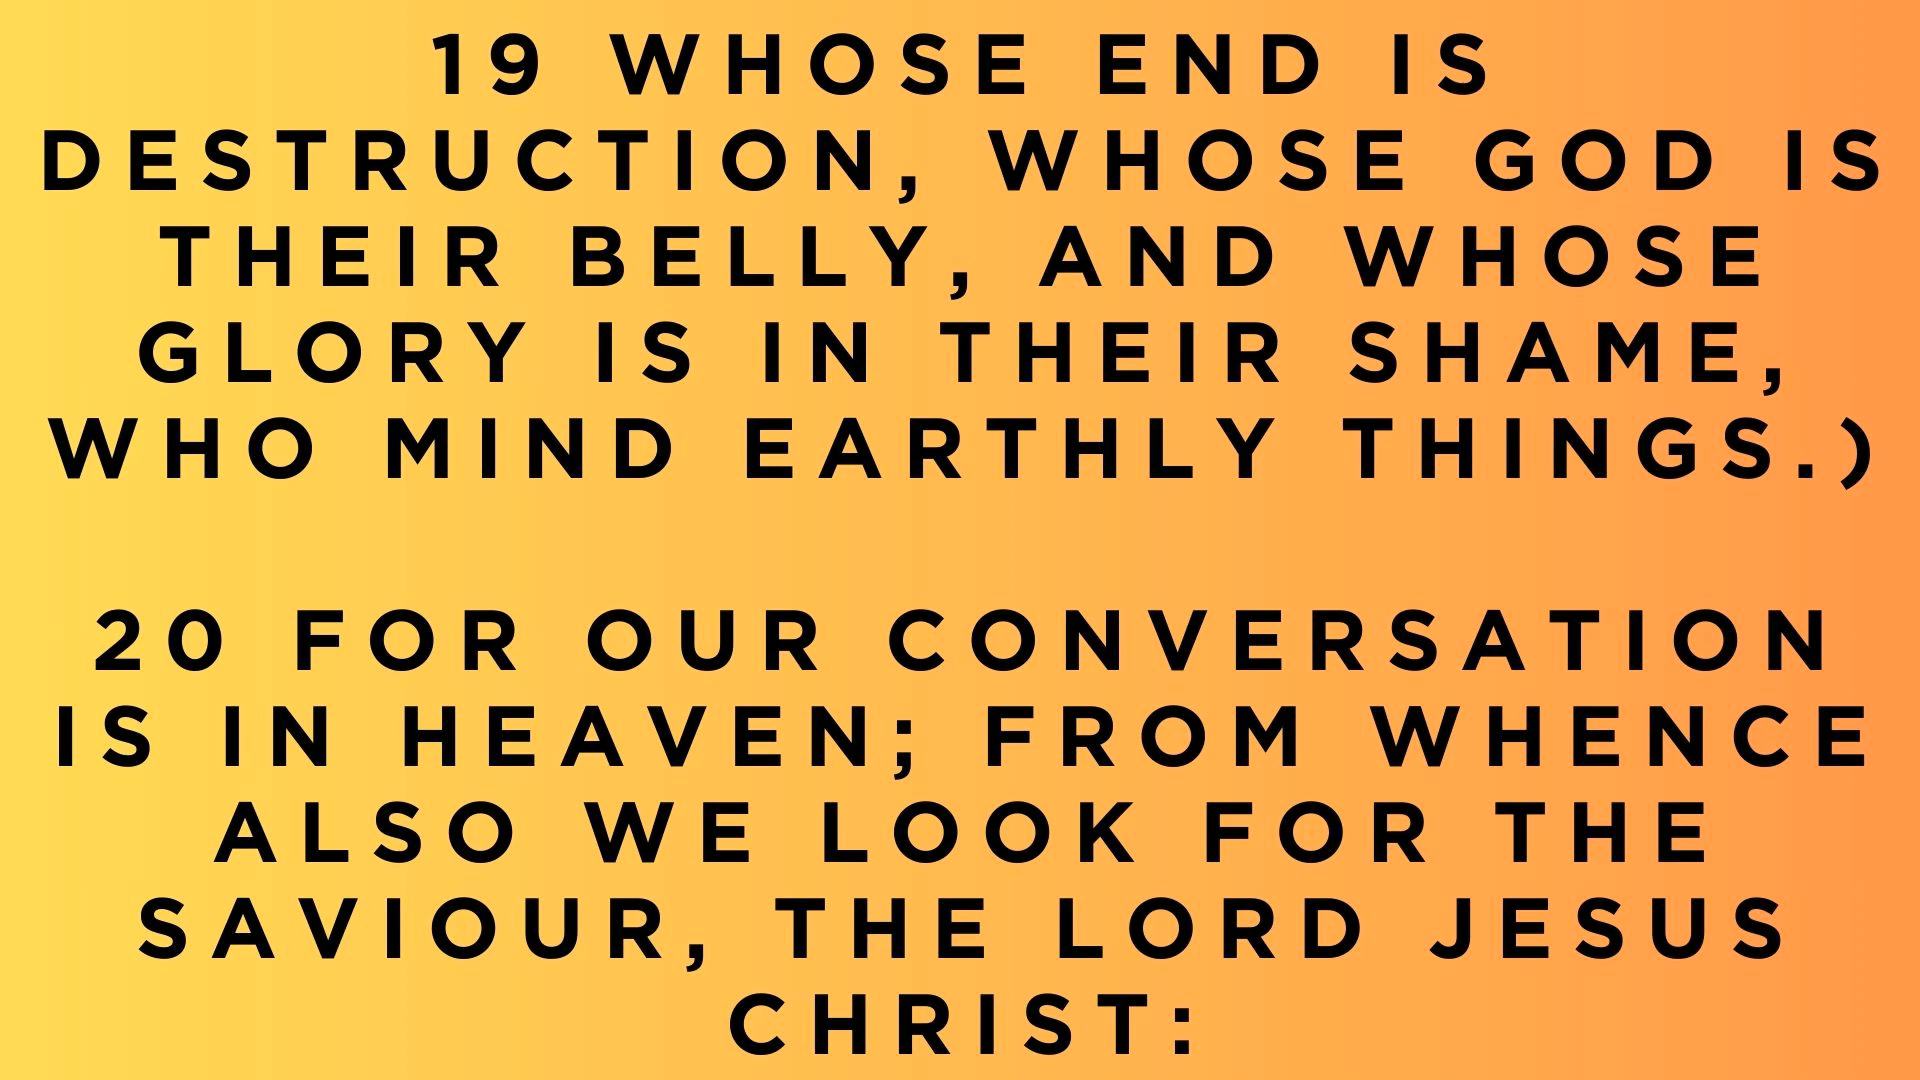 19 WHOSE END IS
DESTRUCTION, WHOSE GOD IS
THEIR BELLY, AND WHOSE
GLORY IS IN THEIR SHAME,
WHO MIND EARTHLY THINGS.)
20 FOR OUR CONVERSATION
IS IN HEAVEN; FROM WHENCE
ALSO WE LOOK FOR THE
SAVIOUR, THE LORD JESUS
CHRIST: